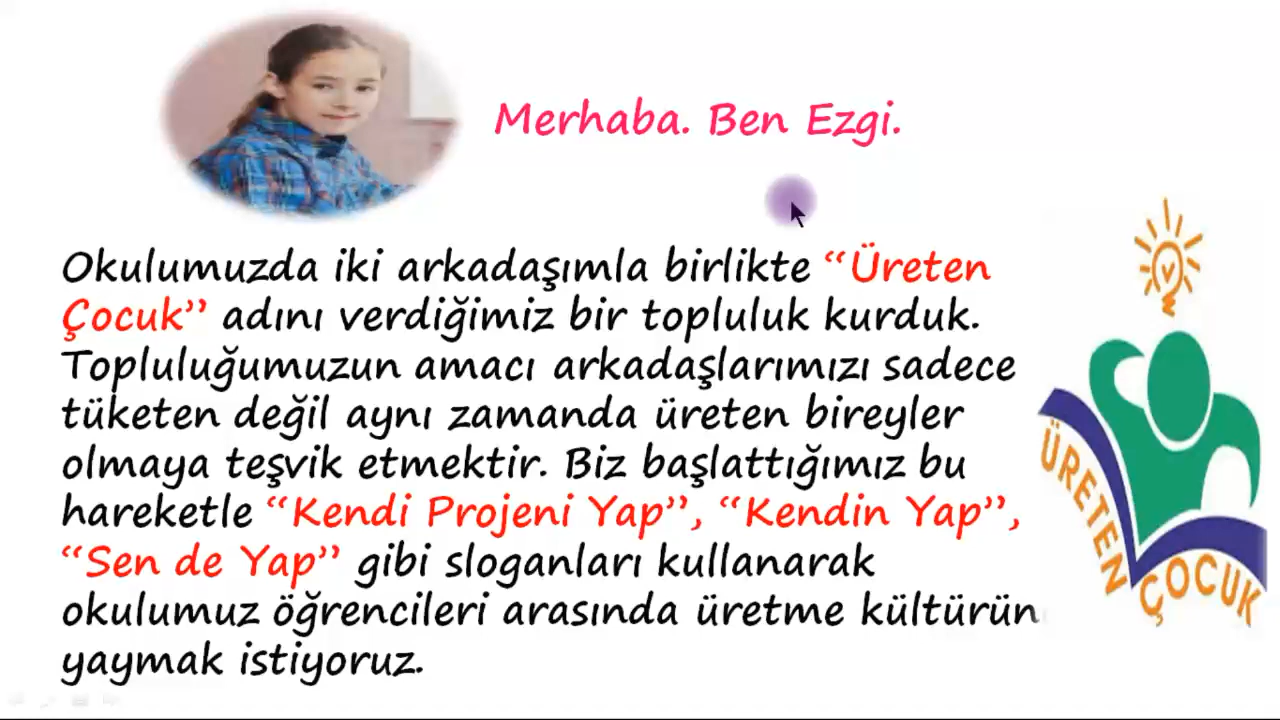 Merhaba. Ben Ezgi.
Okulumuzda iki arkadaşımla birlikte “Üreten
Çocuk” adını verdiğimiz bir topluluk kurduk.
Topluluğumuzun amacı arkadaşlarımızı sadece
tüketen değil aynı zamanda üreten bireyler
olmaya teşvik etmektir. Biz başlattığımız bu
hareketle “Kendi Projeni Yap”, “Kendin Yap”,
“Sen de Yap” gibi sloganları kullanarak
okulumuz öğrencileri arasında üretme kültürün
yaymak istiyoruz.
ÜRETEN ÇOCUK